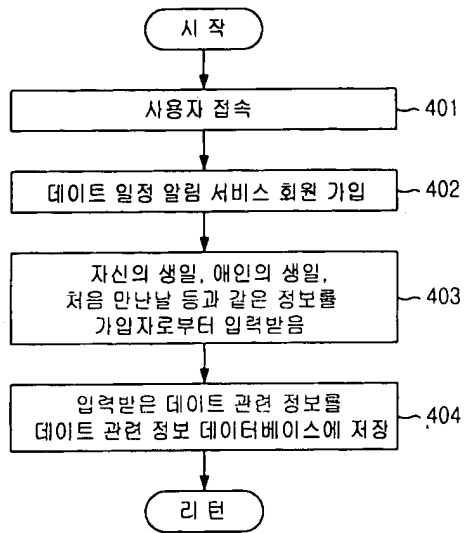 시 작
사용자 접속
401
데이트 일정 알림 서비스 회원 가입
402
자신의 생일, 애인의 생일,
처음 만난날 등과 같은 정보를
가입자로부터 입력받음
403
입력받은 데이트 관련 정보를
데이트 관련 정보 데이터베이스에 저장
404
리 턴